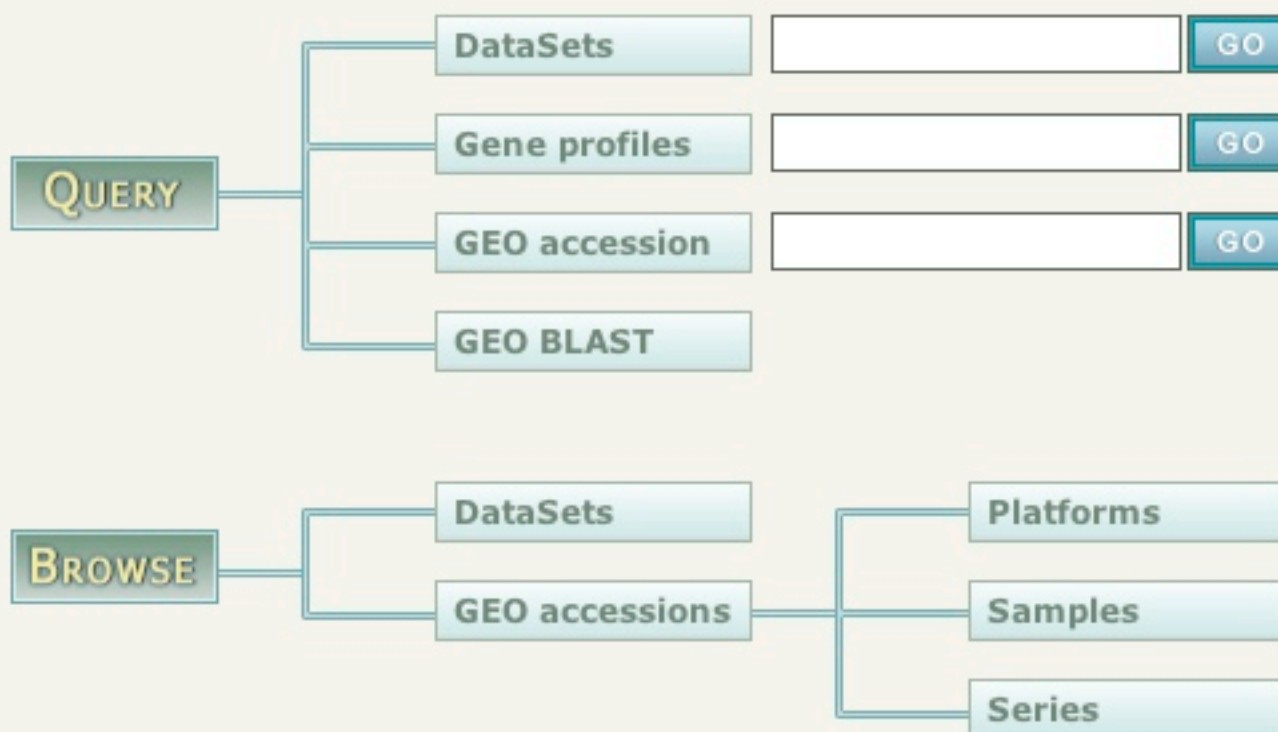 DataSets GO
Gene profiles GO
QUERY
GEO accession GO
GEO BLAST
DataSets Platforms
BROWSE
GEO accessions Samples
Series